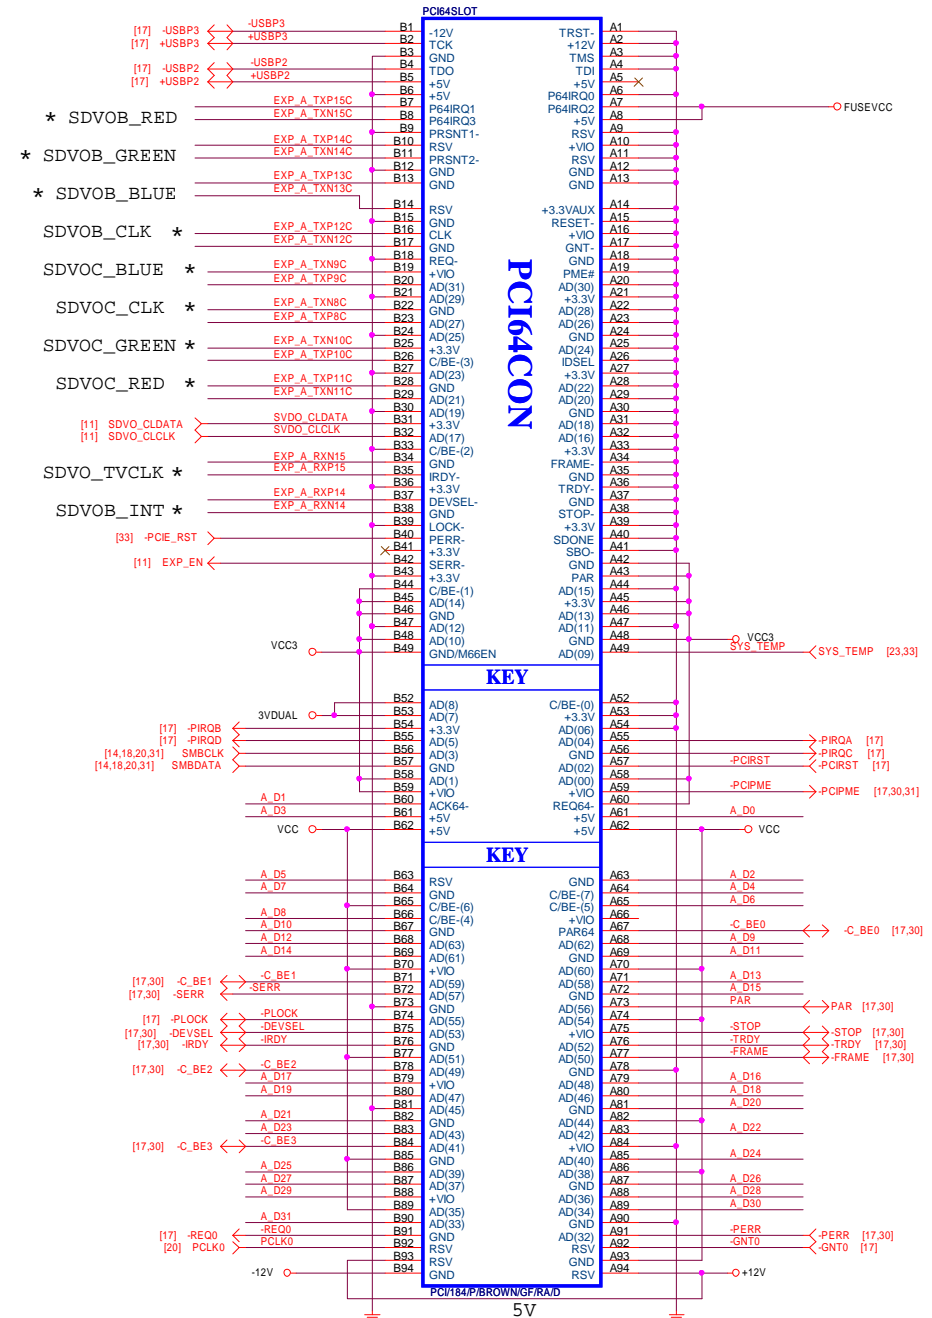 PCI64SLOT
[17] -USBP3 -USBP3 B1 -12V TRST- A1
[17] +USBP3 +USBP3 B2 TCK +12V A2
B3 GND TMS A3
[17] -USBP2 -USBP2 B4 TDO TDI A4
[17] +USBP2 +USBP2 B5 +5V +5V A5
B6 +5V P64IRQ0 A6
EXP_A_TXP15C B7 P64IRQ1 P64IRQ2 A7 FUSEVCC
* SDVOB_RED EXP_A_TXN15C B8 P64IRQ3 +5V A8
B9 PRSNT1- RSV A9
EXP_A_TXP14C B10 RSV +VIO A10
* SDVOB_GREEN EXP_A_TXN14C B11 PRSNT2- RSV A11
B12 GND GND A12
EXP_A_TXP13C B13 GND GND A13
* SDVOB_BLUE EXP_A_TXN13C
B14 RSV +3.3VAUX A14
B15 GND RESET- A15
SDVOB_CLK * EXP_A_TXP12C B16 CLK +VIO A16
EXP_A_TXN12C B17 GND GNT- A17
B18 REQ- GND A18
SDVOC_BLUE * EXP_A_TXN9C B19 +VIO PME# A19
EXP_A_TXP9C B20 AD(31) AD(30) A20
B21 AD(29) +3.3V A21
SDVOC_CLK * EXP_A_TXN8C B22 GND AD(28) A22
EXP_A_TXP8C B23 AD(27) AD(26) A23
B24 AD(25) GND A24
SDVOC_GREEN * EXP_A_TXN10C B25 +3.3V AD(24) A25
EXP_A_TXP10C B26 C/BE-(3) IDSEL A26
B27 AD(23) +3.3V A27
SDVOC_RED * EXP_A_TXP11C B28 GND AD(22) A28
EXP_A_TXN11C B29 AD(21) AD(20) A29
B30 AD(19) GND A30
[11] SDVO_CLDATA SVDO_CLDATA B31 +3.3V AD(18) A31
[11] SDVO_CLCLK SVDO_CLCLK B32 AD(17) AD(16) A32
B33 C/BE-(2) +3.3V A33
EXP_A_RXN15 B34 GND FRAME- A34
SDVO_TVCLK * EXP_A_RXP15 B35 IRDY- GND A35
B36 +3.3V TRDY- A36
EXP_A_RXP14 B37 DEVSEL- GND A37
SDVOB_INT * EXP_A_RXN14 B38 GND STOP- A38
B39 LOCK- +3.3V A39
[33] -PCIE_RST B40 PERR- SDONE A40
B41 +3.3V SBO- A41
[11] EXP_EN B42 SERR- GND A42
B43 +3.3V PAR A43
B44 C/BE-(1) AD(15) A44
B45 AD(14) +3.3V A45
B46 GND AD(13) A46
B47 AD(12) AD(11) A47
B48 AD(10) GND A48 VCC3
VCC3 B49 GND/M66EN AD(09) A49 SYS_TEMP SYS_TEMP [23,33]
PCI64CON
KEY
B52 AD(8) C/BE-(0) A52
3VDUAL B53 AD(7) +3.3V A53
[17] -PIRQB B54 +3.3V AD(06) A54
[17] -PIRQD B55 AD(5) AD(04) A55 -PIRQA [17]
[14,18,20,31] SMBCLK B56 AD(3) GND A56 -PIRQC [17]
[14,18,20,31] SMBDATA B57 GND AD(02) A57 -PCIRST -PCIRST [17]
B58 AD(1) AD(00) A58
B59 +VIO +VIO A59 -PCIPME -PCIPME [17,30,31]
A_D1 B60 ACK64- REQ64- A60
A_D3 B61 +5V +5V A61 A_D0
VCC B62 +5V +5V A62 VCC
KEY
A_D5 B63 RSV GND A63 A_D2
A_D7 B64 GND C/BE-(7) A64 A_D4
B65 C/BE-(6) C/BE-(5) A65 A_D6
A_D8 B66 C/BE-(4) +VIO A66
A_D10 B67 GND PAR64 A67 -C_BE0 -C_BE0 [17,30]
A_D12 B68 AD(63) AD(62) A68 A_D9
A_D14 B69 AD(61) GND A69 A_D11
B70 +VIO AD(60) A70
[17,30] -C_BE1 -C_BE1 B71 AD(59) AD(58) A71 A_D13
[17,30] -SERR -SERR B72 AD(57) GND A72 A_D15
B73 GND AD(56) A73 PAR PAR [17,30]
[17] -PLOCK -PLOCK B74 AD(55) AD(54) A74
[17,30] -DEVSEL -DEVSEL B75 AD(53) +VIO A75 -STOP -STOP [17,30]
[17,30] -IRDY -IRDY B76 GND AD(52) A76 -TRDY -TRDY [17,30]
B77 AD(51) AD(50) A77 -FRAME -FRAME [17,30]
[17,30] -C_BE2 -C_BE2 B78 AD(49) GND A78
A_D17 B79 +VIO AD(48) A79 A_D16
A_D19 B80 AD(47) AD(46) A80 A_D18
B81 AD(45) GND A81 A_D20
A_D21 B82 GND AD(44) A82
A_D23 B83 AD(43) AD(42) A83 A_D22
[17,30] -C_BE3 -C_BE3 B84 AD(41) +VIO A84
B85 GND AD(40) A85 A_D24
A_D25 B86 AD(39) AD(38) A86
A_D27 B87 AD(37) GND A87 A_D26
A_D29 B88 +VIO AD(36) A88 A_D28
B89 AD(35) AD(34) A89 A_D30
A_D31 B90 AD(33) GND A90
[17] -REQ0 -REQ0 B91 GND AD(32) A91 -PERR -PERR [17,30]
[20] PCLK0 PCLK0 B92 RSV RSV A92 -GNT0 -GNT0 [17]
B93 RSV GND A93
-12V B94 GND RSV A94 +12V
PCI/184/P/BROWN/GF/RA/D
5V